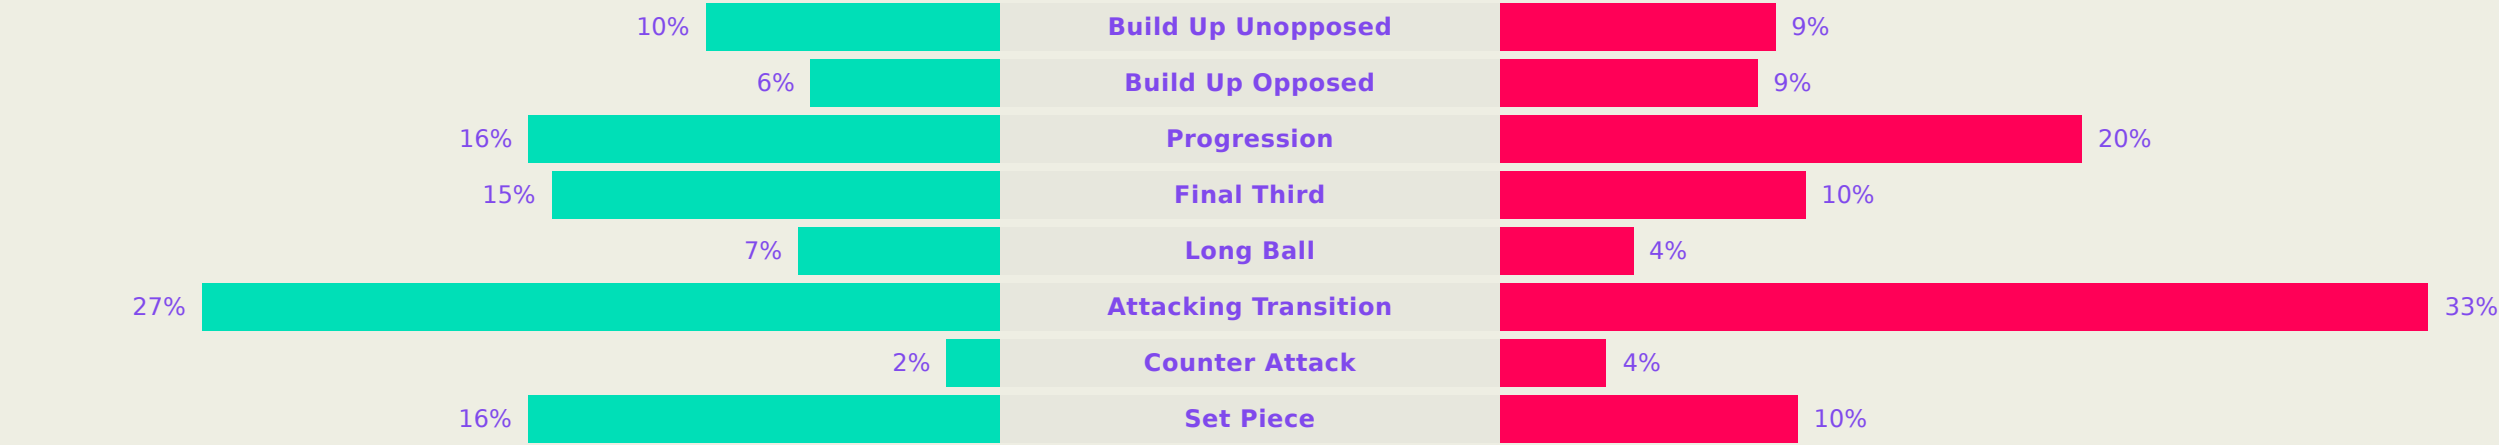 10% Build Up Unopposed 9%
6% Build Up Opposed 9%
16% Progression 20%
15% Final Third 10%
7% Long Ball 4%
27% Attacking Transition 33%
2% Counter Attack 4%
16% Set Piece 10%